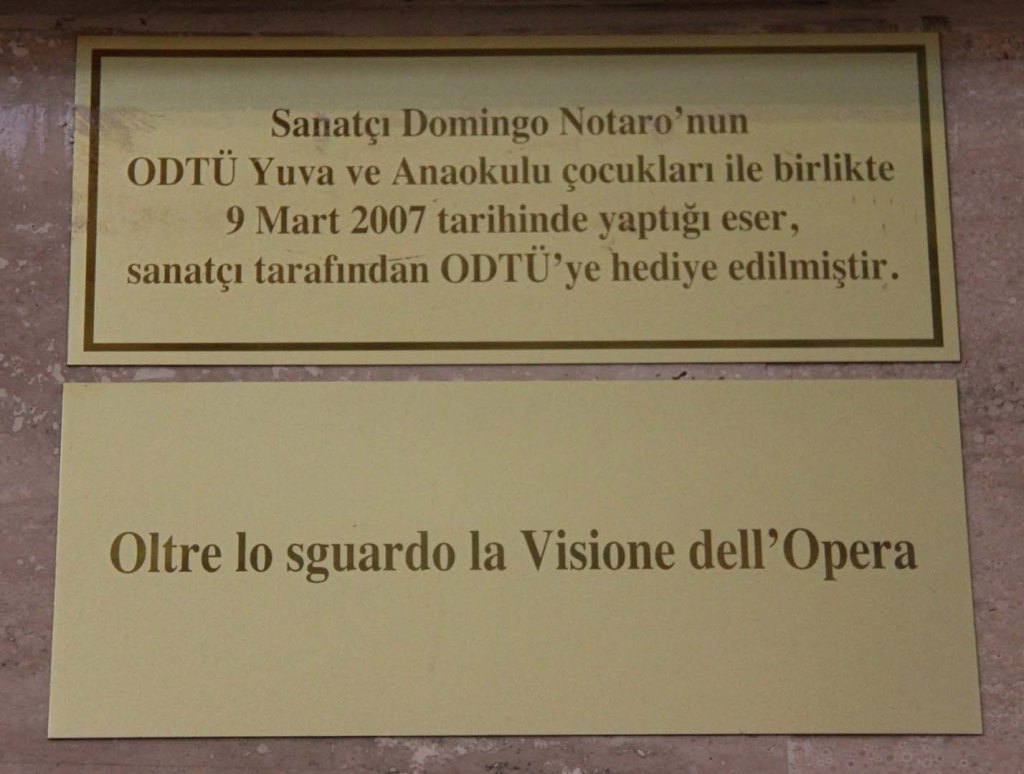 Sanatçı Domingo Notaro'nun
ODTÜ Yuva ve Anaokulu çocukları ile birlikte
9 Mart 2007 tarihinde yaptığı eser,
sanatçı tarafından ODTÜ'ye hediye edilmiştir.
Oltre lo sguardo la Visione dell'Opera